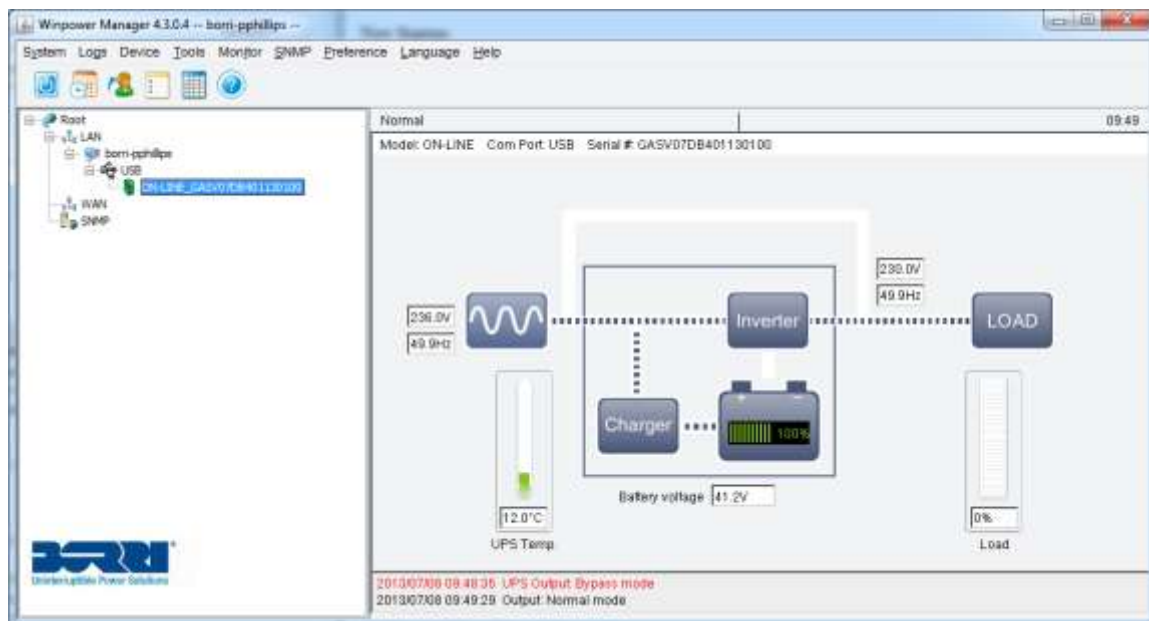 Winpower Manager 4.3.0.4 -- borri-pphillips --
System Logs Device Tools Monitor SNMP Preference Language Help
Root
LAN
borri-pphillips
USB
ON-LINE_GASV07DB401130100
WAN
SNMP
Normal
09:49
Model: ON-LINE Com Port: USB Serial #: GASV07DB401130100
230.0V
49.9Hz
236.0V
49.9Hz
Inverter
LOAD
Charger
+ -
100%
Battery voltage 41.2V
12.0°C
UPS Temp
0%
Load
BORRI
Uninterruptible Power Solutions
2013/07/08 09:48:35 UPS Output: Bypass mode
2013/07/08 09:49:29 Output: Normal mode